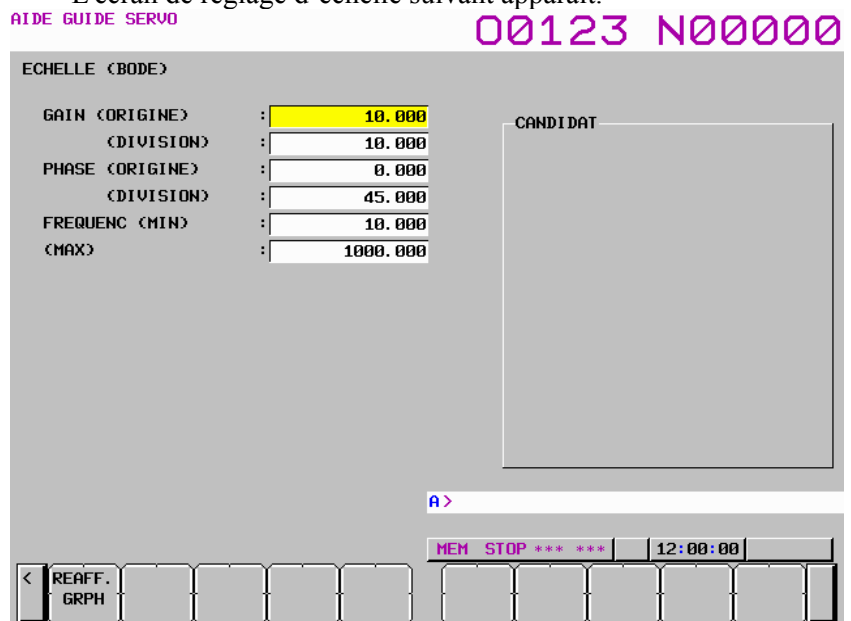 L'écran de réglage d'échelle suivant apparaît.
AIDE GUIDE SERVO
O0123 N00000
ECHELLE (BODE)
GAIN (ORIGINE) : 10.000
(DIVISION) : 10.000
PHASE (ORIGINE) : 0.000
(DIVISION) : 45.000
FREQUENC (MIN) : 10.000
(MAX) : 1000.000
CANDIDAT
A>
MEM STOP *** *** 12:00:00
< REAFF.
GRPH